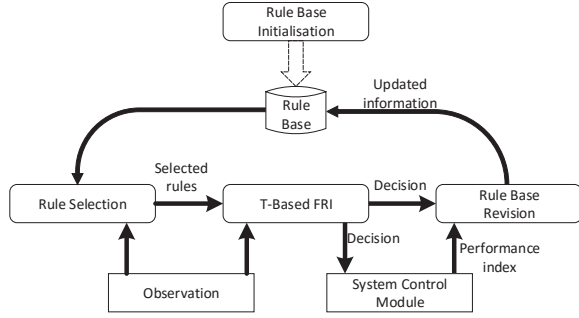 Rule Base
Initialisation
Updated
information
Rule
Base
Selected
rules
Decision
Rule Selection
T-Based FRI
Rule Base
Revision
Decision
Performance
index
Observation
System Control
Module